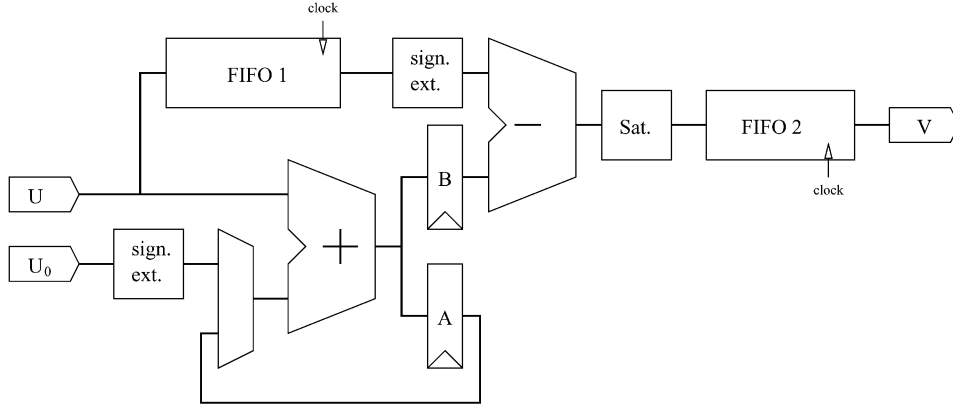 clock
FIFO 1
sign.
ext.
Sat.
FIFO 2
V
clock
B
U
U₀
sign.
ext.
+
−
A